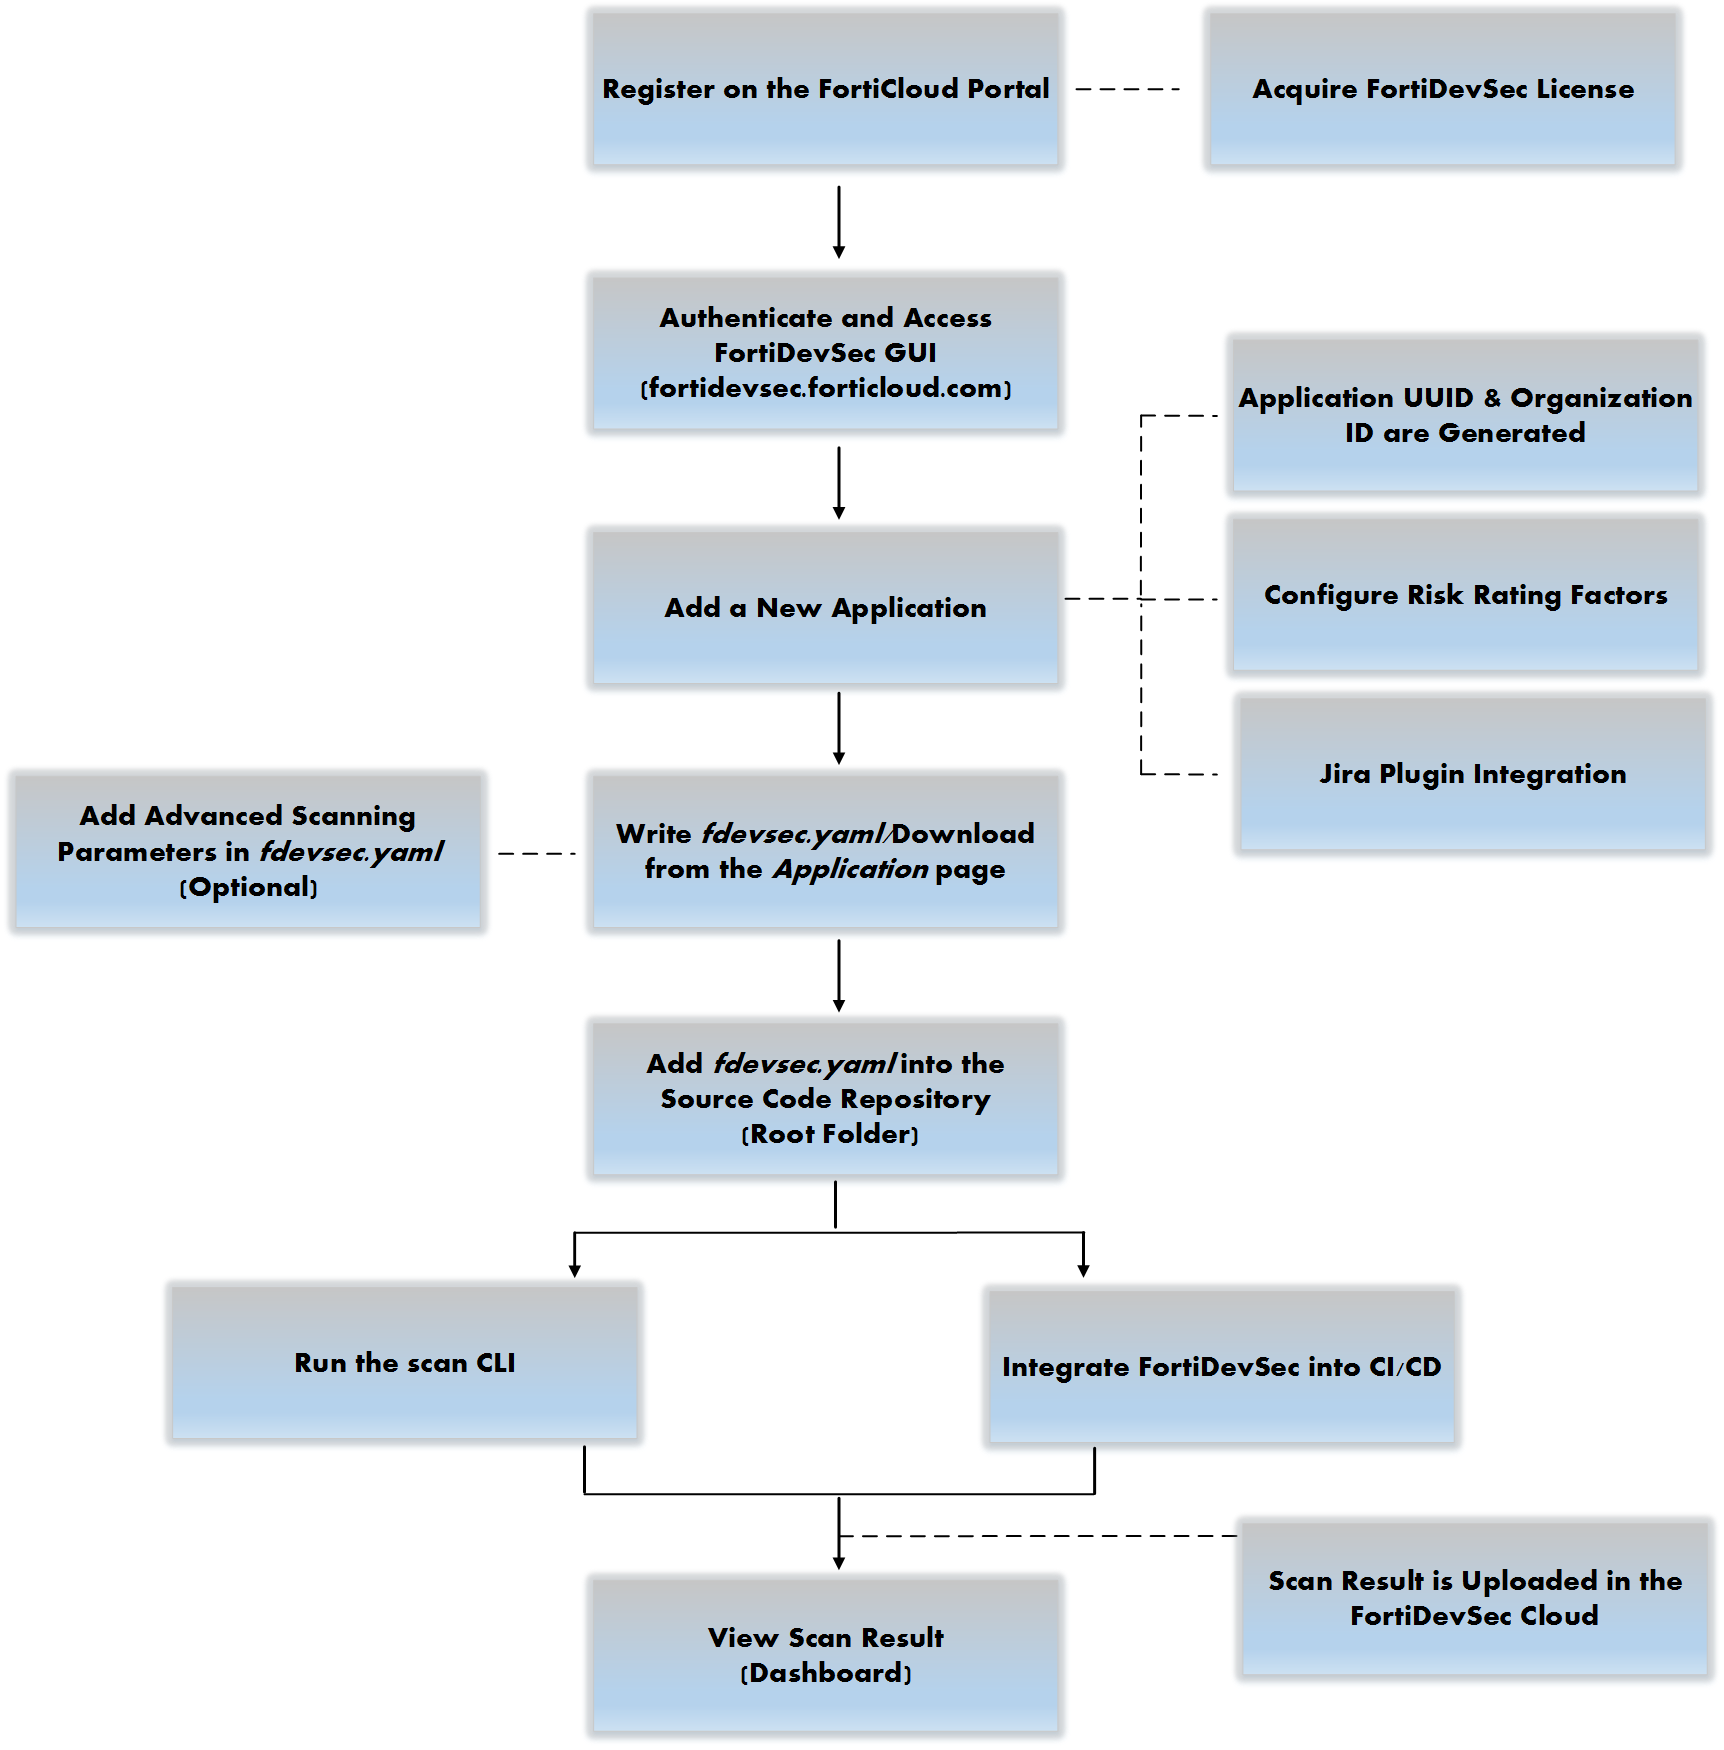 Register on the FortiCloud Portal
Acquire FortiDevSec License
Authenticate and Access
FortiDevSec GUI
(fortidevsec.forticloud.com)
Application UUID & Organization
ID are Generated
Add a New Application
Configure Risk Rating Factors
Jira Plugin Integration
Add Advanced Scanning
Parameters in fdevsec.yaml
(Optional)
Write fdevsec.yaml/Download
from the Application page
Add fdevsec.yaml into the
Source Code Repository
(Root Folder)
Run the scan CLI
Integrate FortiDevSec into CI/CD
Scan Result is Uploaded in the
FortiDevSec Cloud
View Scan Result
(Dashboard)